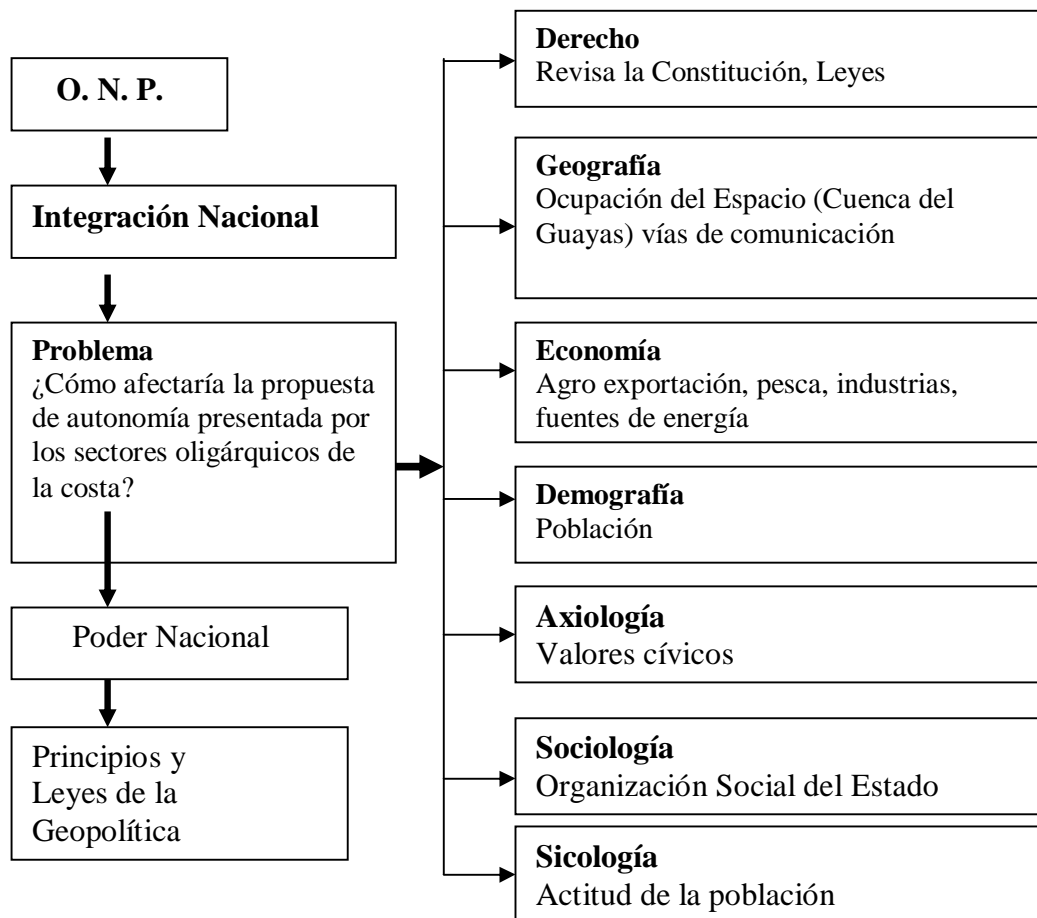 O. N. P.
Integración Nacional
Problema
¿Cómo afectaría la propuesta
de autonomía presentada por
los sectores oligárquicos de
la costa?
Poder Nacional
Principios y
Leyes de la
Geopolítica
Derecho
Revisa la Constitución, Leyes
Geografía
Ocupación del Espacio (Cuenca del
Guayas) vías de comunicación
Economía
Agro exportación, pesca, industrias,
fuentes de energía
Demografía
Población
Axiología
Valores cívicos
Sociología
Organización Social del Estado
Sicología
Actitud de la población